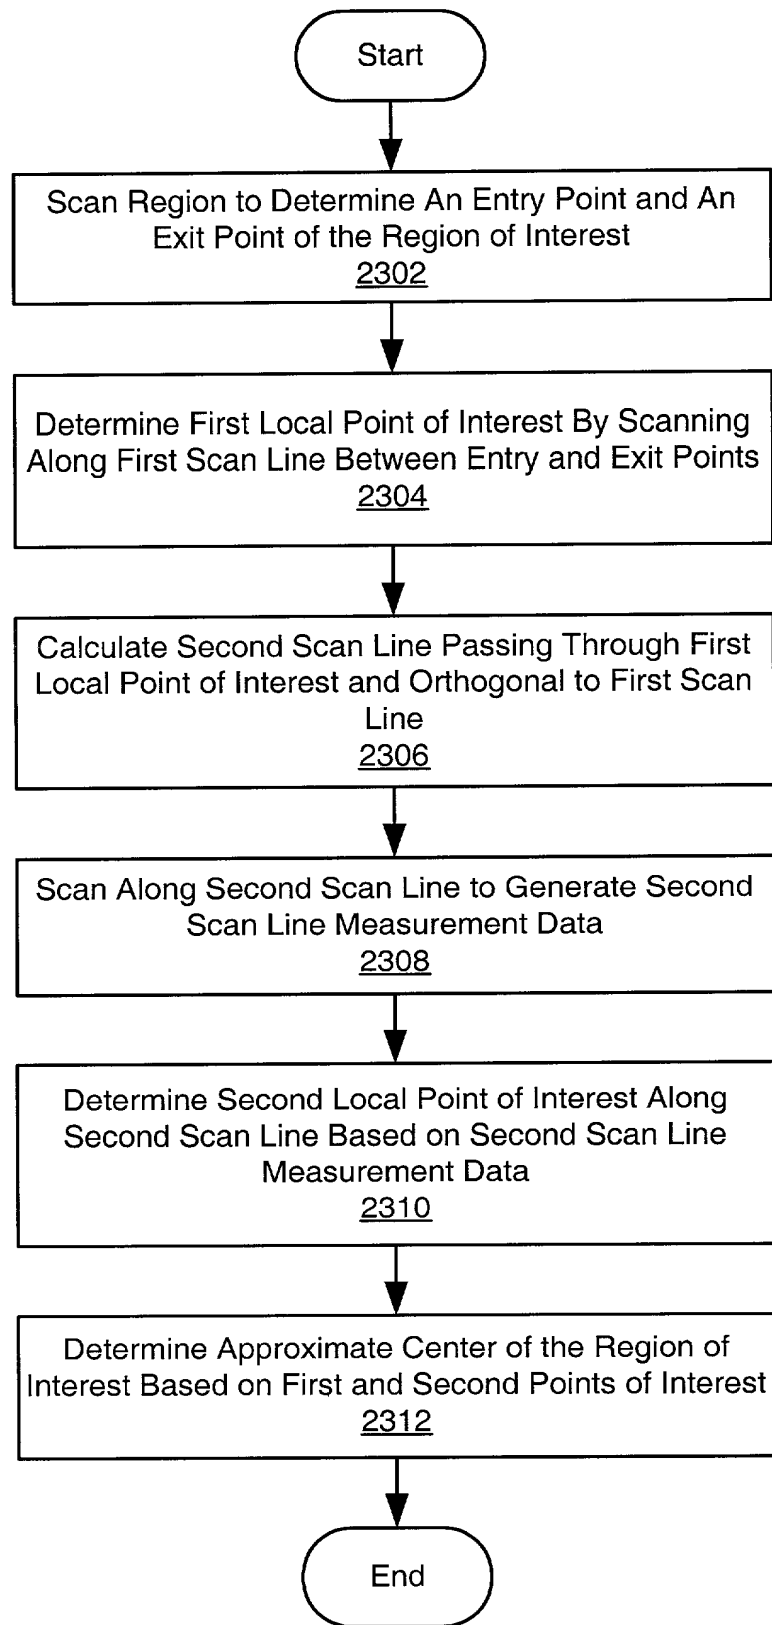 Start
Scan Region to Determine An Entry Point and An
Exit Point of the Region of Interest
2302
Determine First Local Point of Interest By Scanning
Along First Scan Line Between Entry and Exit Points
2304
Calculate Second Scan Line Passing Through First
Local Point of Interest and Orthogonal to First Scan
Line
2306
Scan Along Second Scan Line to Generate Second
Scan Line Measurement Data
2308
Determine Second Local Point of Interest Along
Second Scan Line Based on Second Scan Line
Measurement Data
2310
Determine Approximate Center of the Region of
Interest Based on First and Second Points of Interest
2312
End